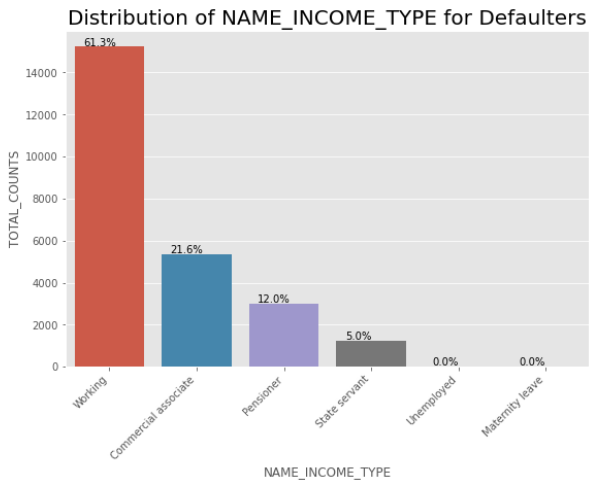 Distribution of NAME_INCOME_TYPE for Defaulters
61.3%
14000
12000
10000
8000
6000
4000
2000
0
TOTAL_COUNTS
21.6%
12.0%
5.0%
0.0%
0.0%
Working
Commercial associate
Pensioner
State servant
Unemployed
Maternity leave
NAME_INCOME_TYPE